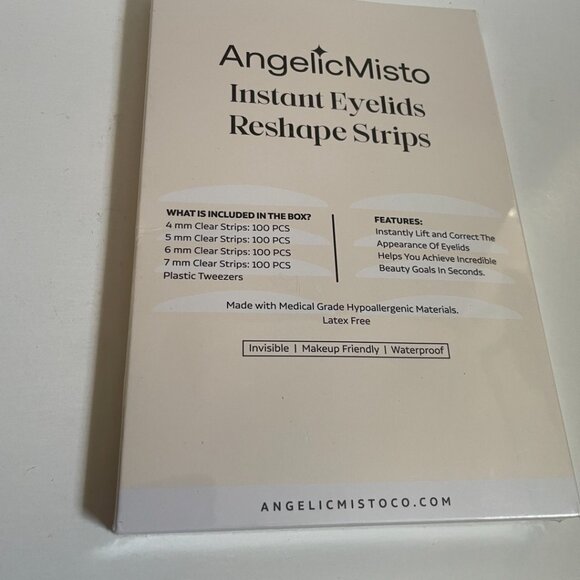 AngelicMisto
Instant Eyelids
Reshape Strips
WHAT IS INCLUDED IN THE BOX?
4 mm Clear Strips: 100 PCS
5 mm Clear Strips: 100 PCS
6 mm Clear Strips: 100 PCS
7 mm Clear Strips: 100 PCS
Plastic Tweezers
FEATURES:
Instantly Lift and Correct The
Appearance Of Eyelids
Helps You Achieve Incredible
Beauty Goals In Seconds.
Made with Medical Grade Hypoallergenic Materials.
Latex Free
Invisible | Makeup Friendly | Waterproof
ANGELICMISTOCO.COM